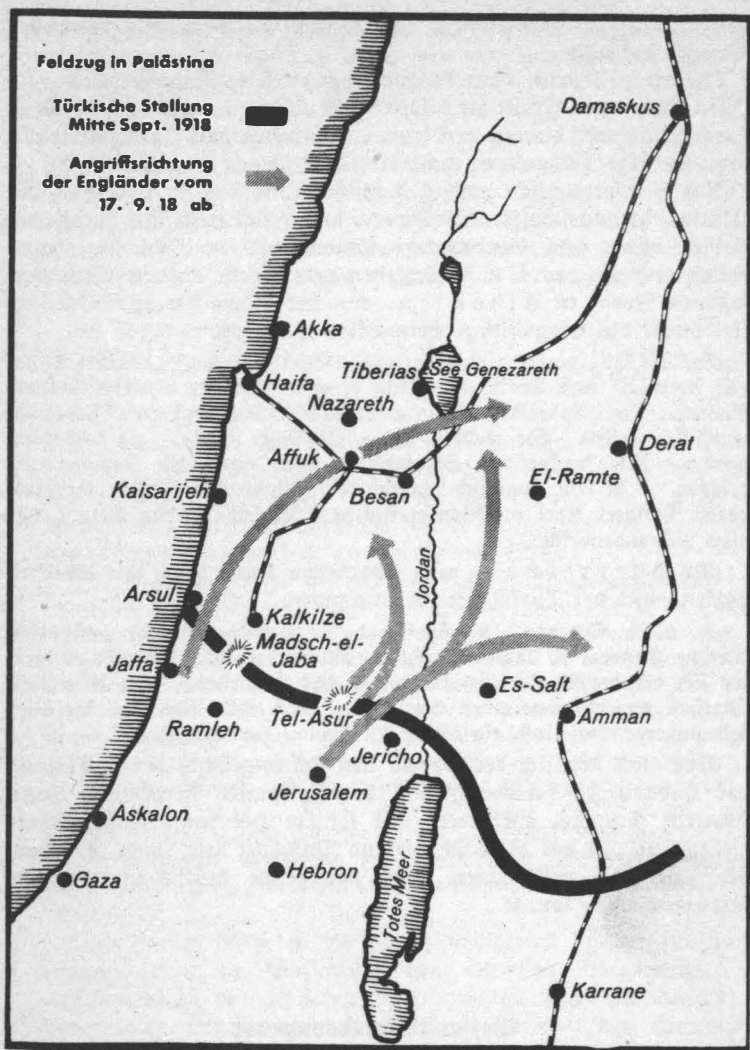 Feldzug in Palästina
Türkische Stellung
Mitte Sept. 1918
Angriffsrichtung
der Engländer vom
17. 9. 18 ab
Damaskus
Akka
Haifa
Tiberias
See Genezareth
Nazareth
Affuk
Derat
Kaisarijeh
Besan
El-Ramte
Jordan
Arsul
Kalkilze
Madsch-el-
Jaba
Jaffa
Es-Salt
Ramleh
Tel-Asur
Amman
Jericho
Jerusalem
Askalon
Hebron
Gaza
Totes Meer
Karrane